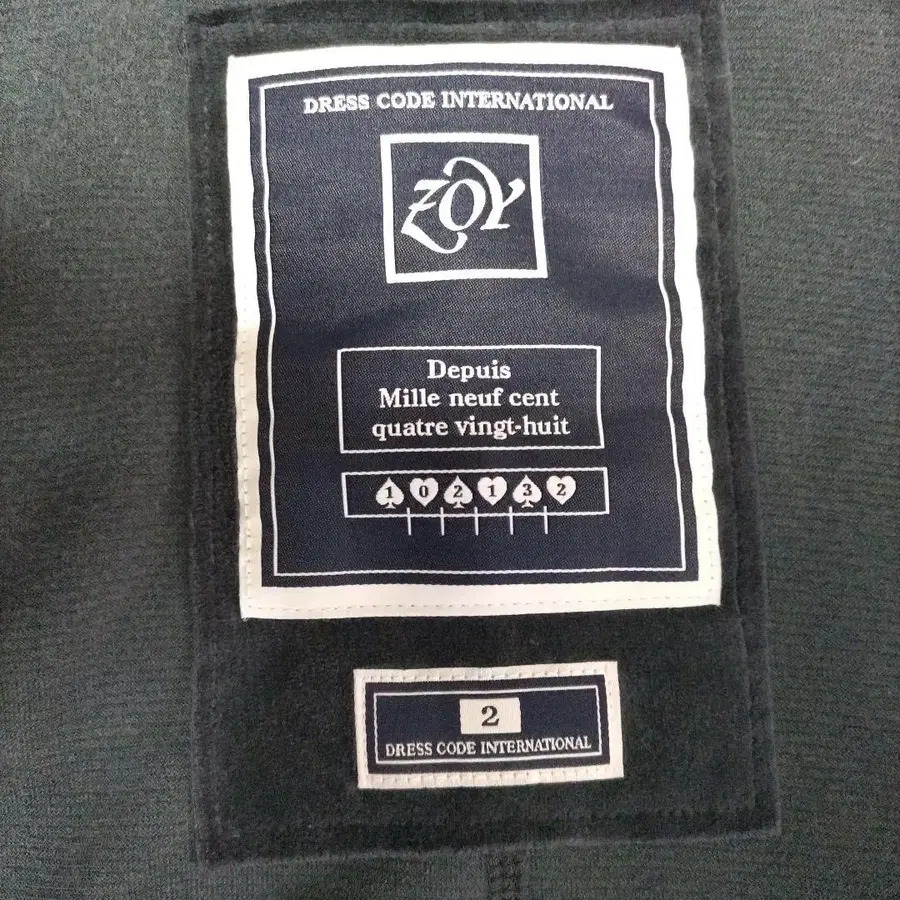 DRESS CODE INTERNATIONAL
ZOY
Depuis
Mille neuf cent
quatre vingt-huit
1 0 2 1 3 2
2
DRESS CODE INTERNATIONAL